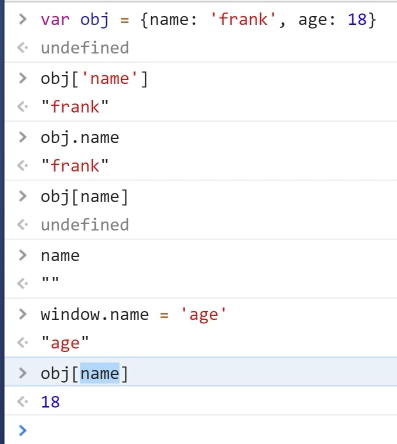 > var obj = {name: 'frank', age: 18}
< undefined
> obj['name']
< "frank"
> obj.name
< "frank"
> obj[name]
< undefined
> name
< ""
> window.name = 'age'
< "age"
> obj[name]
< 18
>